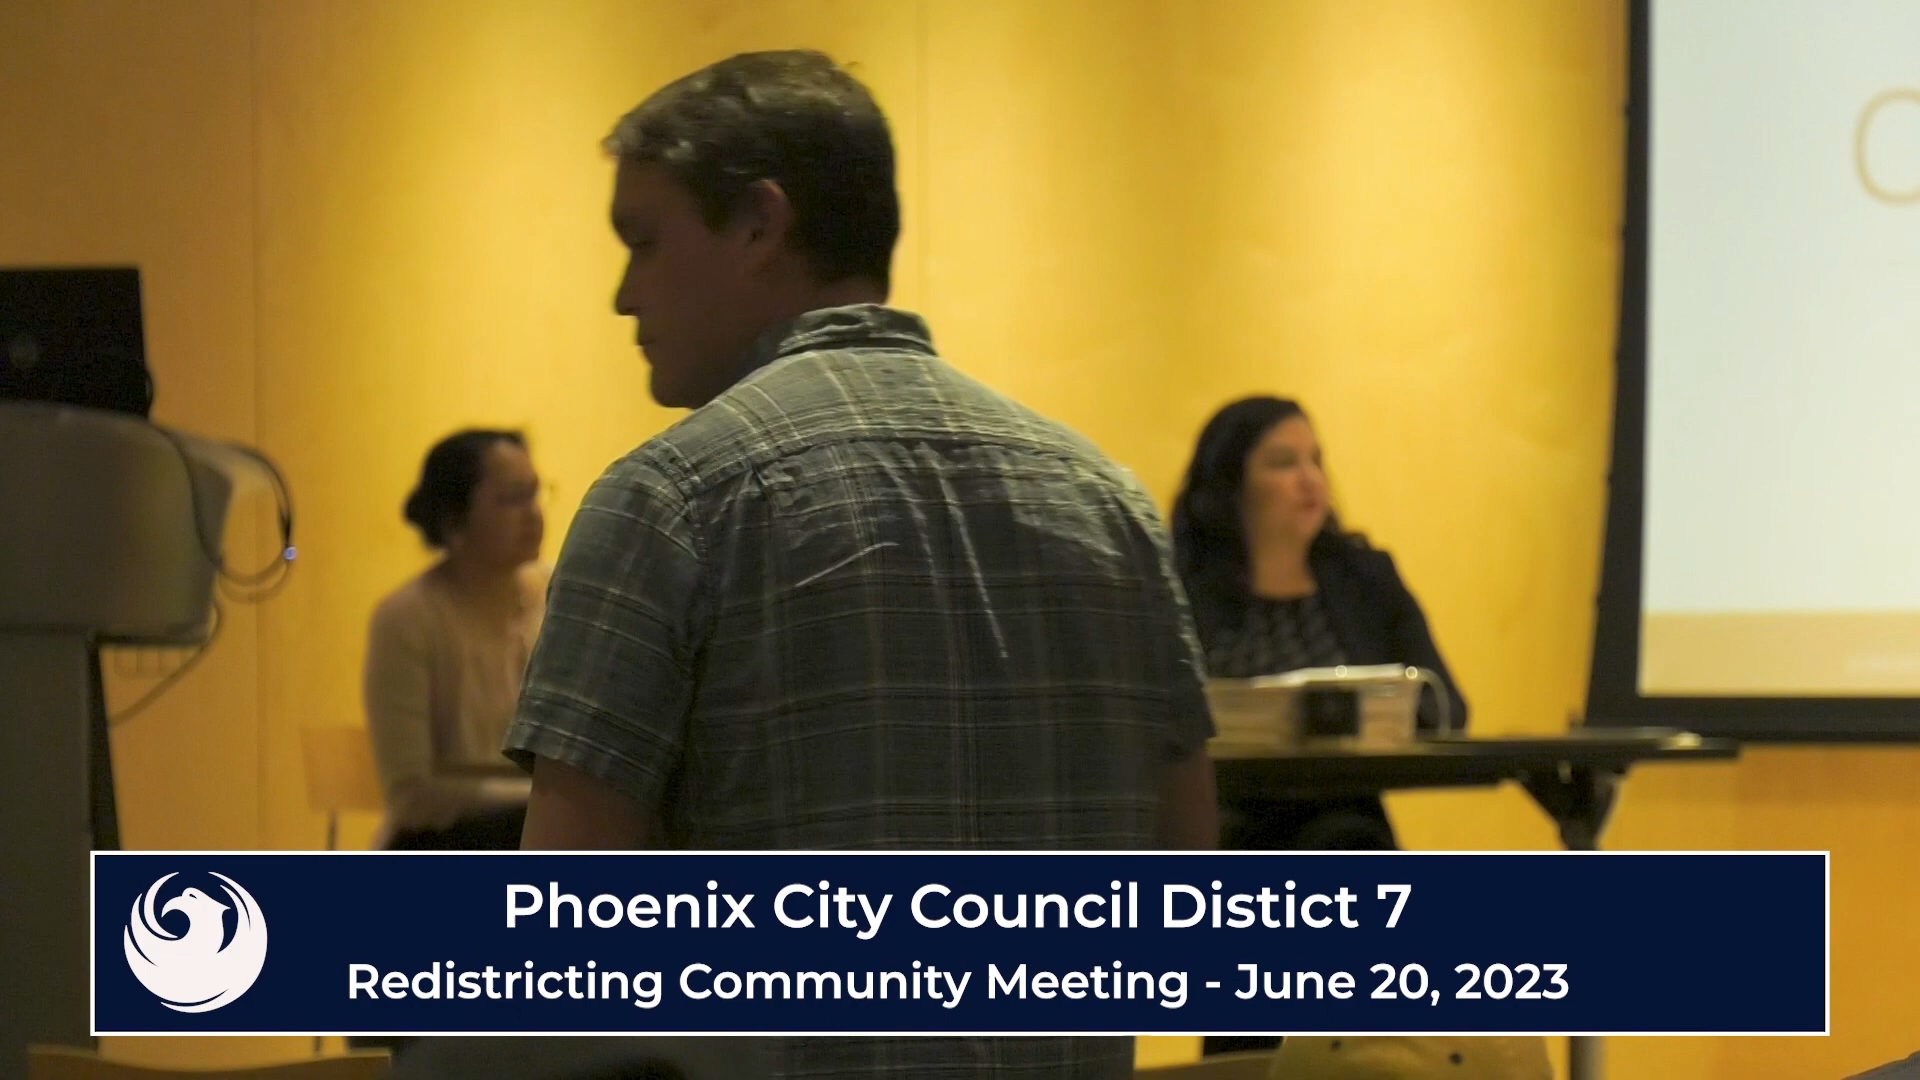 Phoenix City Council Distict 7
Redistricting Community Meeting - June 20, 2023